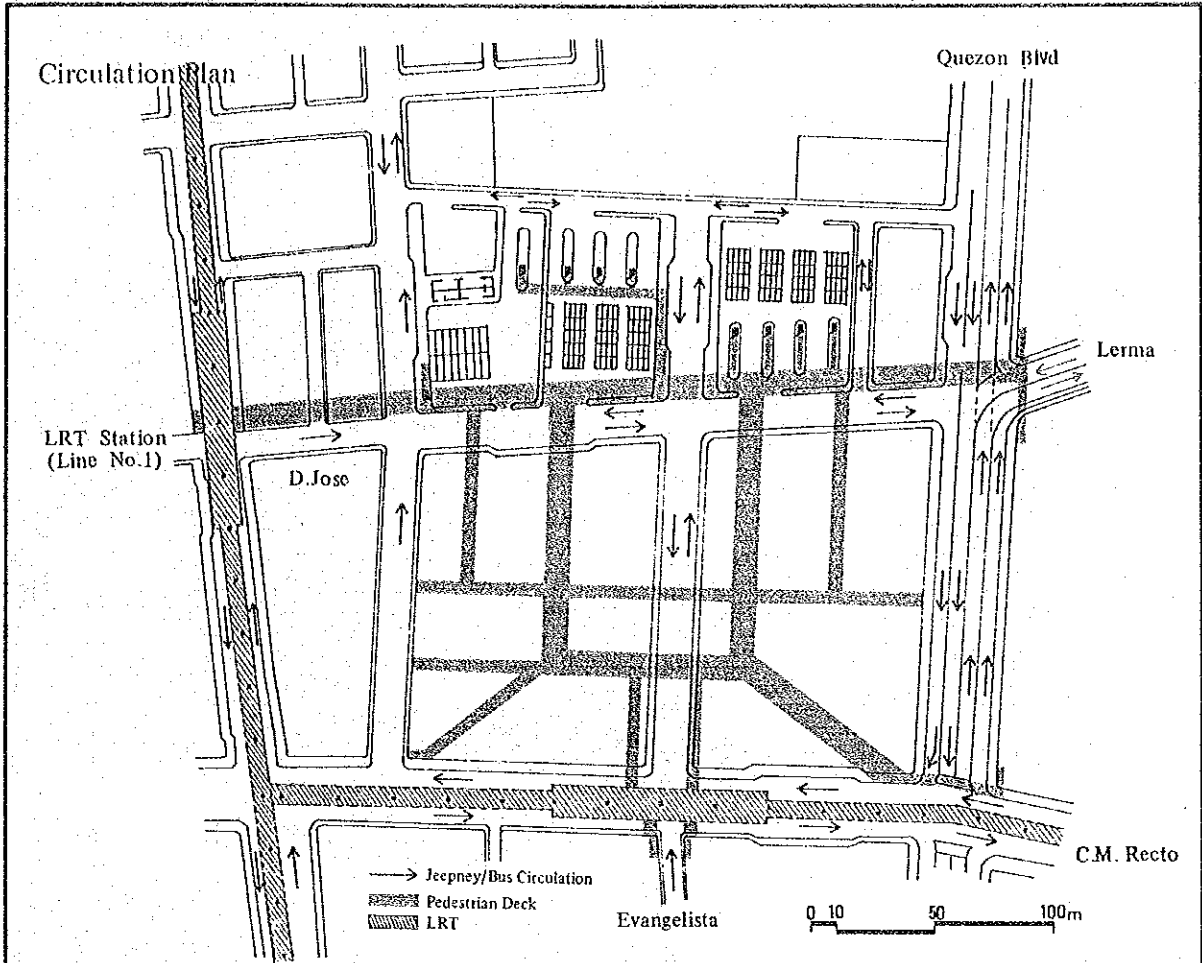 Circulation Plan
Quezon Blvd
Lerma
LRT Station
(Line No.1)
D.Jose
C.M. Recto
Jeepney/Bus Circulation
Pedestrian Deck
LRT
Evangelista
0 10 50 100m